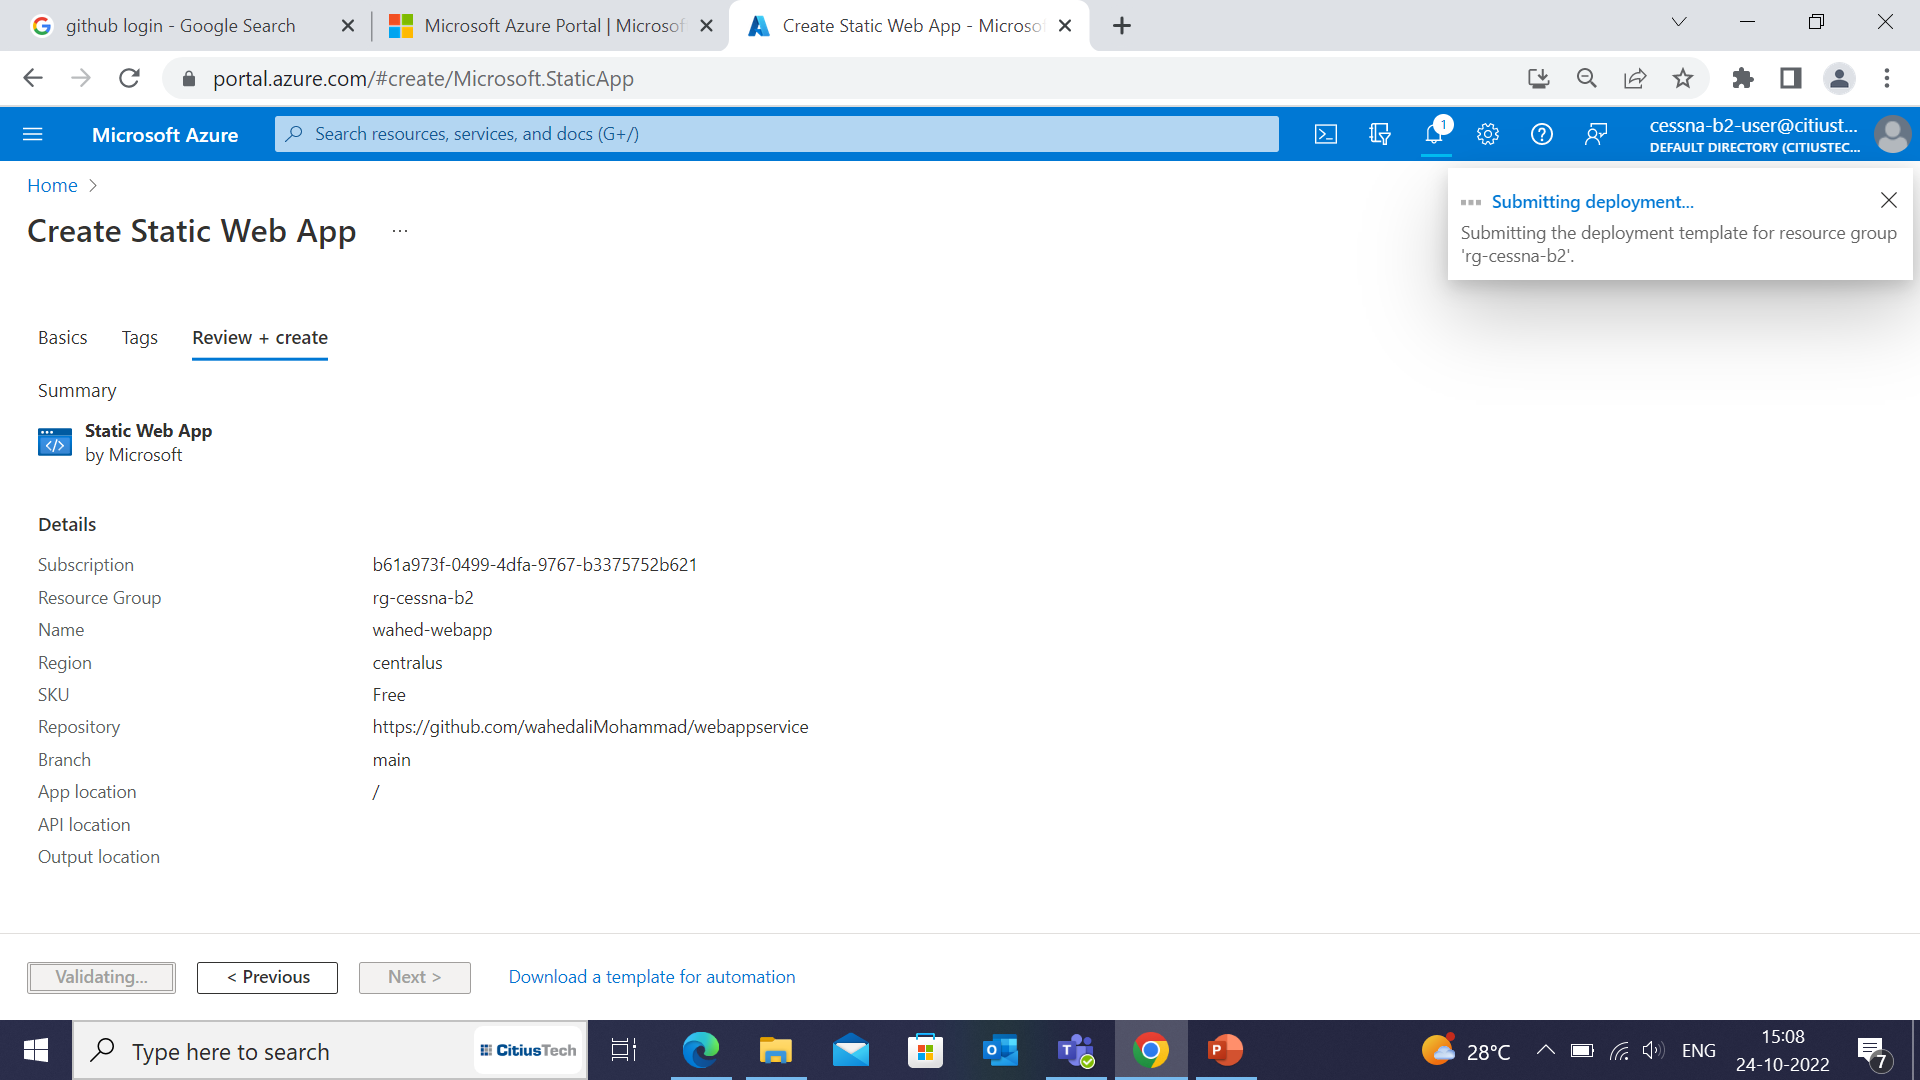 github login - Google Search
Microsoft Azure Portal | Microsof
Create Static Web App - Microso
portal.azure.com/#create/Microsoft.StaticApp
Microsoft Azure
Search resources, services, and docs (G+/)
1
cessna-b2-user@citiust...
DEFAULT DIRECTORY (CITIUSTEC...
Home
Submitting deployment...
Submitting the deployment template for resource group
'rg-cessna-b2'.
Create Static Web App
...
Basics
Tags
Review + create
Summary
Static Web App
by Microsoft
Details
Subscription b61a973f-0499-4dfa-9767-b3375752b621
Resource Group rg-cessna-b2
Name wahed-webapp
Region centralus
SKU Free
Repository https://github.com/wahedaliMohammad/webappservice
Branch main
App location /
API location
Output location
Validating...
< Previous
Next >
Download a template for automation
Type here to search
CitiusTech
28°C
ENG
15:08
24-10-2022
7